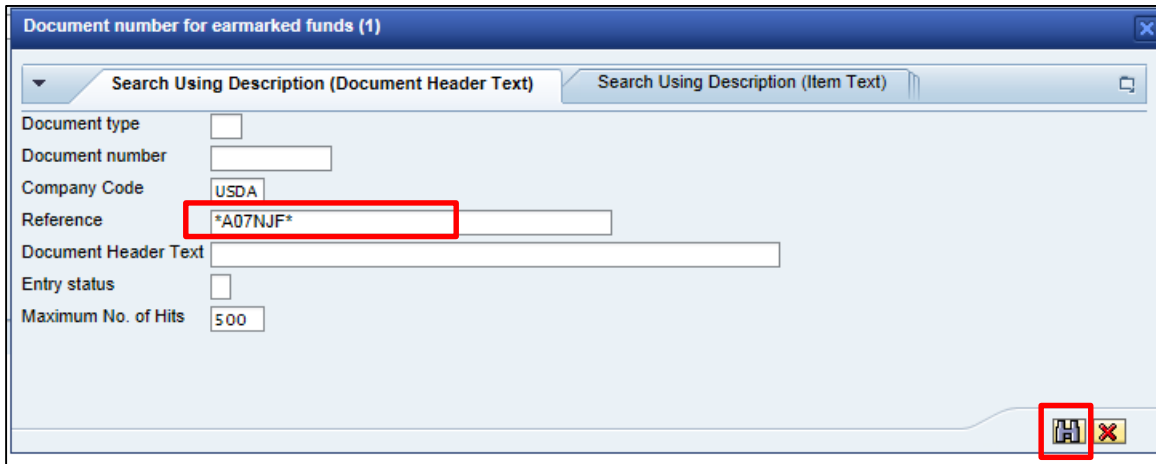 Document number for earmarked funds (1)
Search Using Description (Document Header Text) Search Using Description (Item Text)
Document type
Document number
Company Code USDA
Reference *A07NJF*
Document Header Text
Entry status
Maximum No. of Hits 500